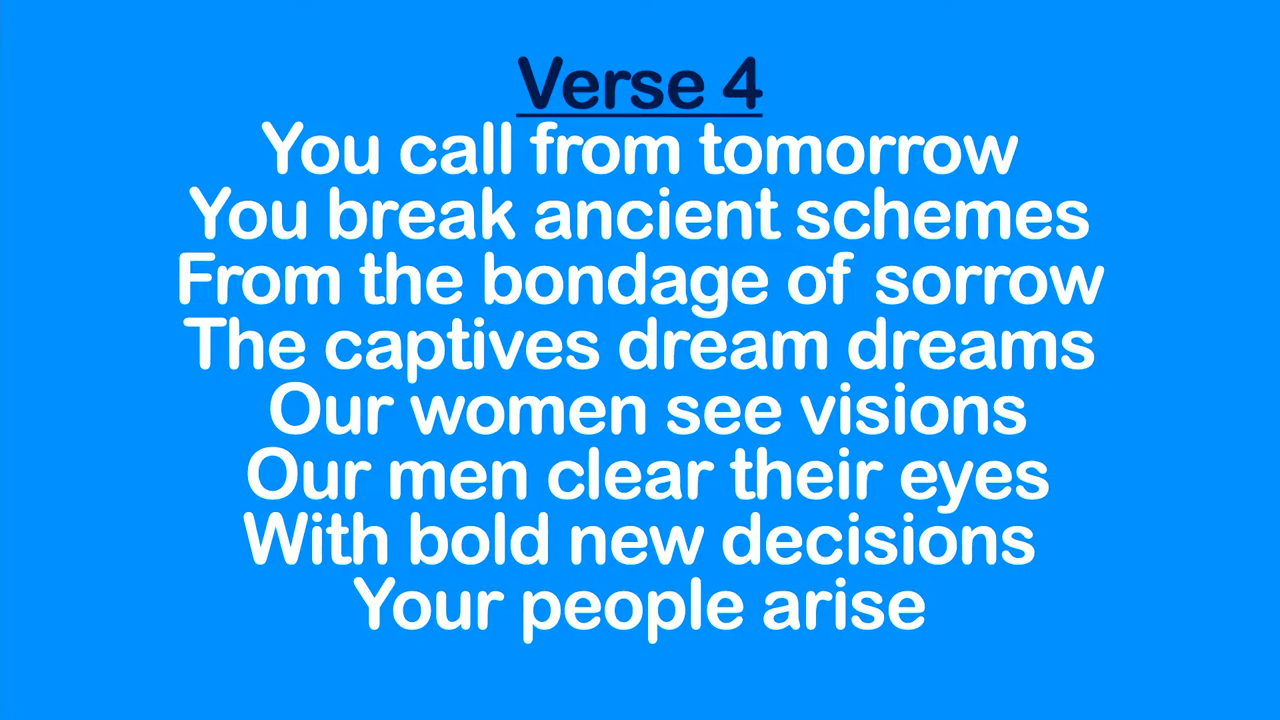 Verse 4
You call from tomorrow
You break ancient schemes
From the bondage of sorrow
The captives dream dreams
Our women see visions
Our men clear their eyes
With bold new decisions
Your people arise